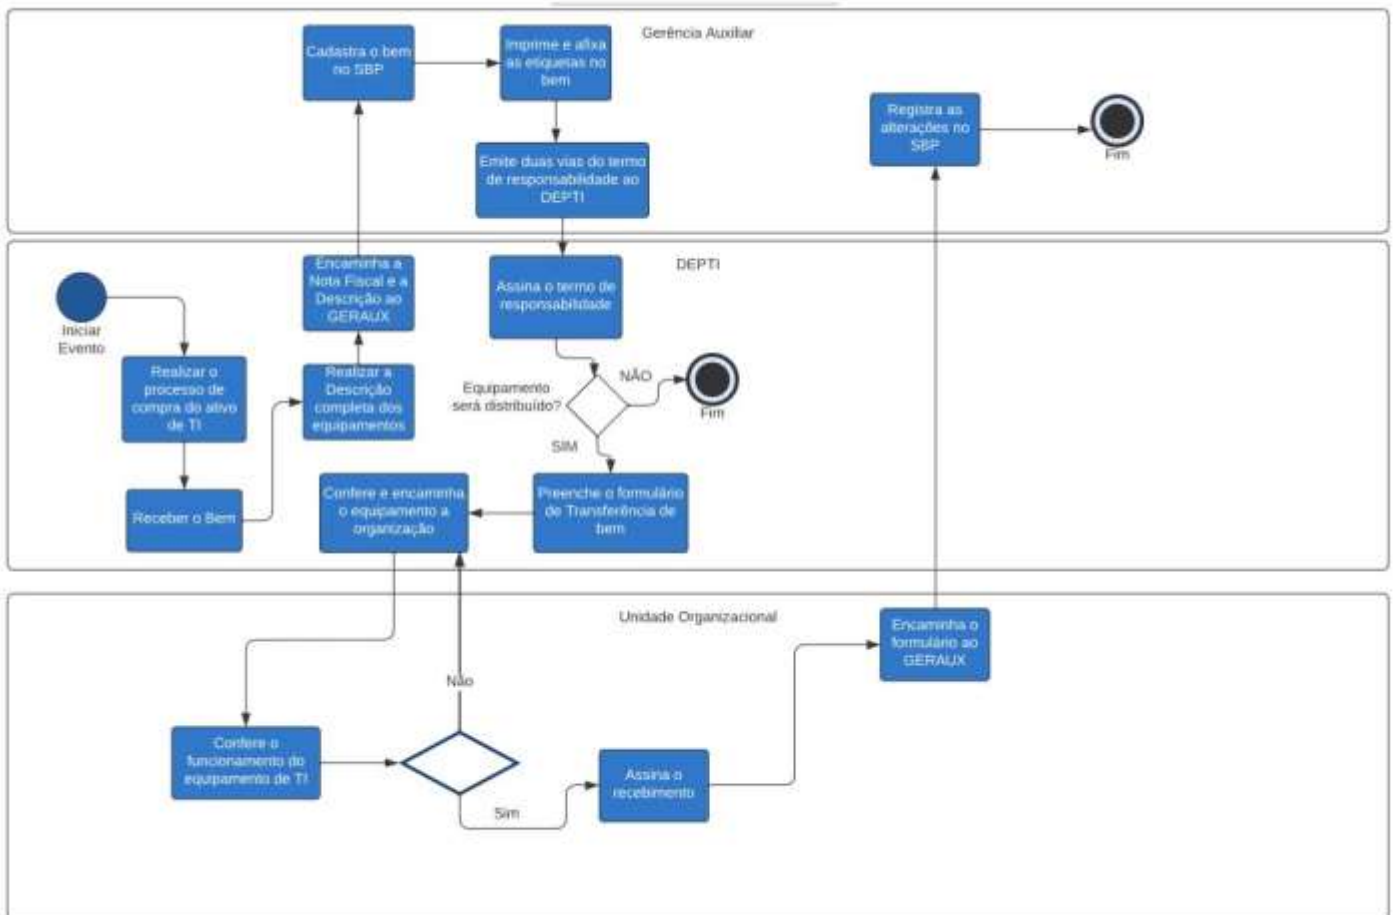 Gerência Auxiliar
Cadastra o bem
no SBP
Imprime e afixa
as etiquetas no
bem
Emite duas vias do termo
de responsabilidade ao
DEPTI
Registra as
alterações no
SBP
Fim
DEPTI
Iniciar
Evento
Realizar o
processo de
compra do ativo
de TI
Receber o Bem
Encaminha a
Nota Fiscal e a
Descrição ao
GERAUX
Realizar a
Descrição
completa dos
equipamentos
Assina o termo de
responsabilidade
Equipamento
será distribuído?
NÃO
Fim
SIM
Preenche o formulário
de Transferência de
bem
Confere e encaminha
o equipamento a
organização
Unidade Organizacional
Confere o
funcionamento do
equipamento de TI
Não
Sim
Assina o
recebimento
Encaminha o
formulário ao
GERAUX